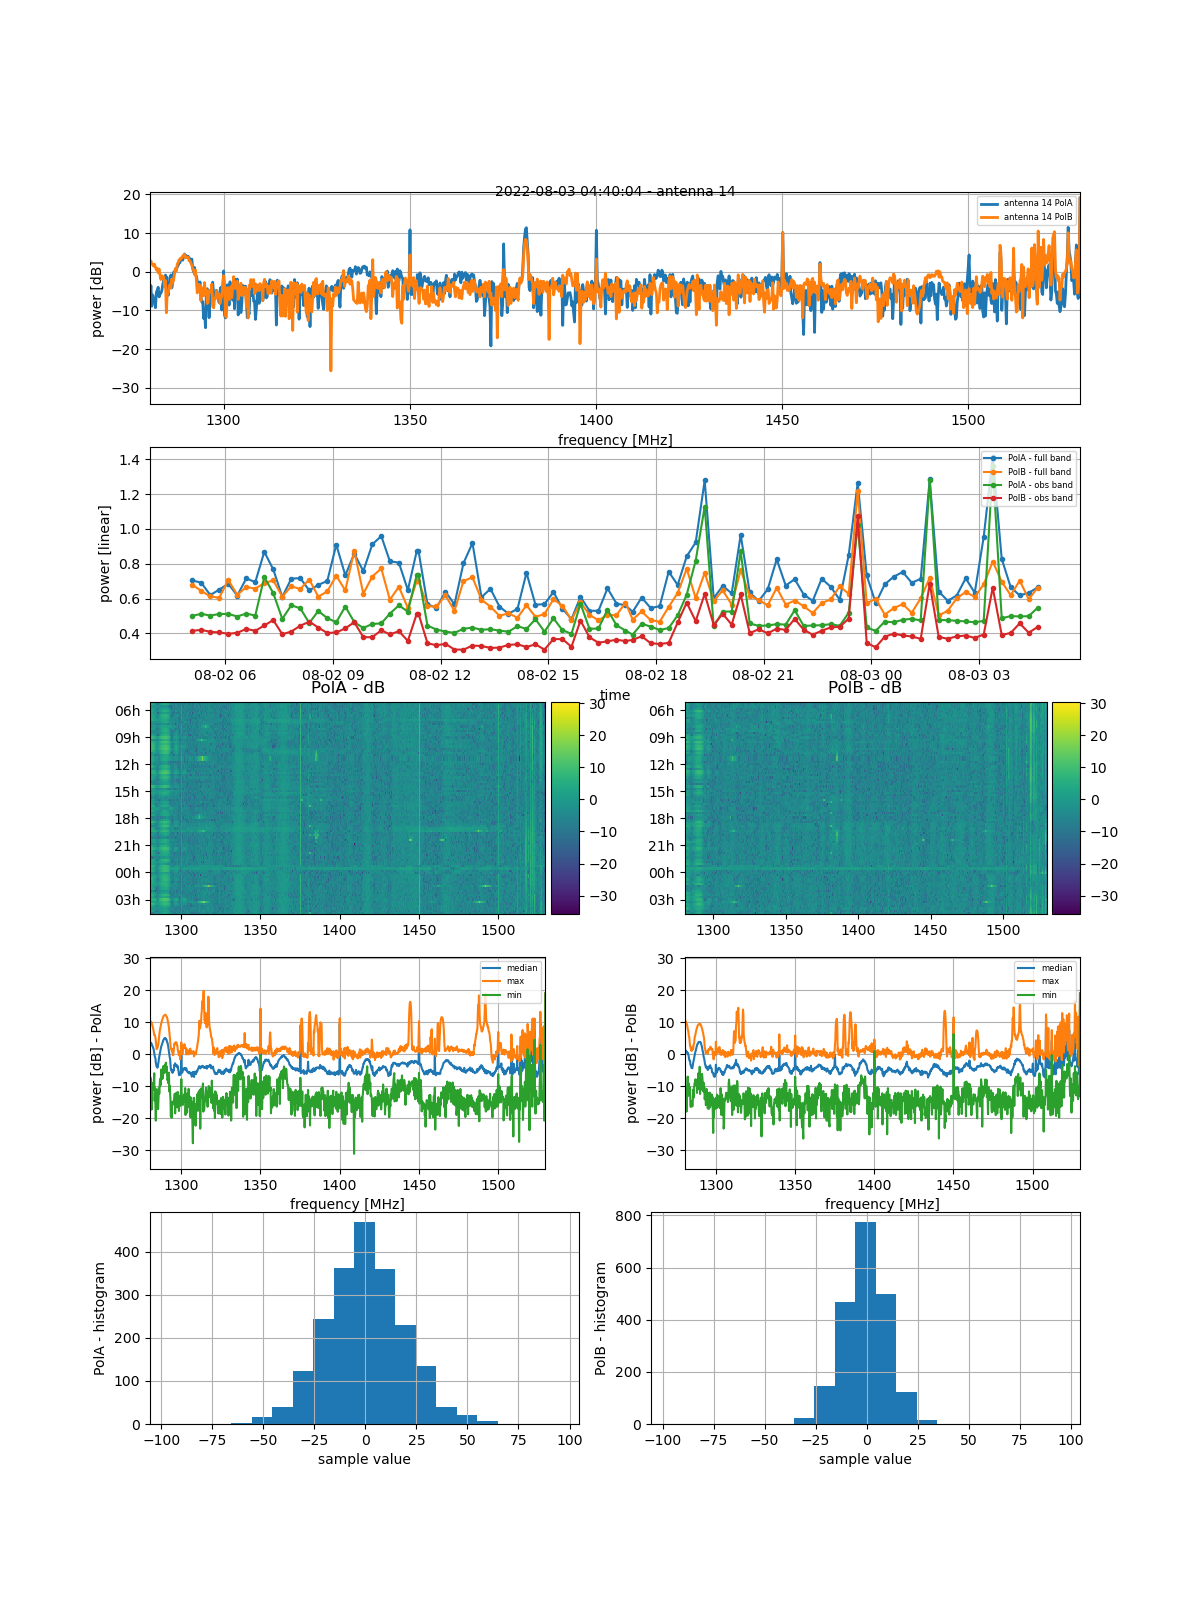 2022-08-03 04:40:04 - antenna 14
power [dB]
20
10
0
−10
−20
−30
antenna 14 PolA
antenna 14 PolB
1300
1350
1400
1450
1500
frequency [MHz]
power [linear]
1.4
1.2
1.0
0.8
0.6
0.4
PolA - full band
PolB - full band
PolA - obs band
PolB - obs band
08-02 06
08-02 09
08-02 12
08-02 15
08-02 18
08-02 21
08-03 00
08-03 03
time
PolA - dB
06h
09h
12h
15h
18h
21h
00h
03h
1300
1350
1400
1450
1500
30
20
10
0
−10
−20
−30
PolB - dB
06h
09h
12h
15h
18h
21h
00h
03h
1300
1350
1400
1450
1500
30
20
10
0
−10
−20
−30
power [dB] - PolA
30
20
10
0
−10
−20
−30
median
max
min
1300
1350
1400
1450
1500
frequency [MHz]
power [dB] - PolB
30
20
10
0
−10
−20
−30
median
max
min
1300
1350
1400
1450
1500
frequency [MHz]
PolA - histogram
400
300
200
100
0
−100
−75
−50
−25
0
25
50
75
100
sample value
PolB - histogram
800
600
400
200
0
−100
−75
−50
−25
0
25
50
75
100
sample value